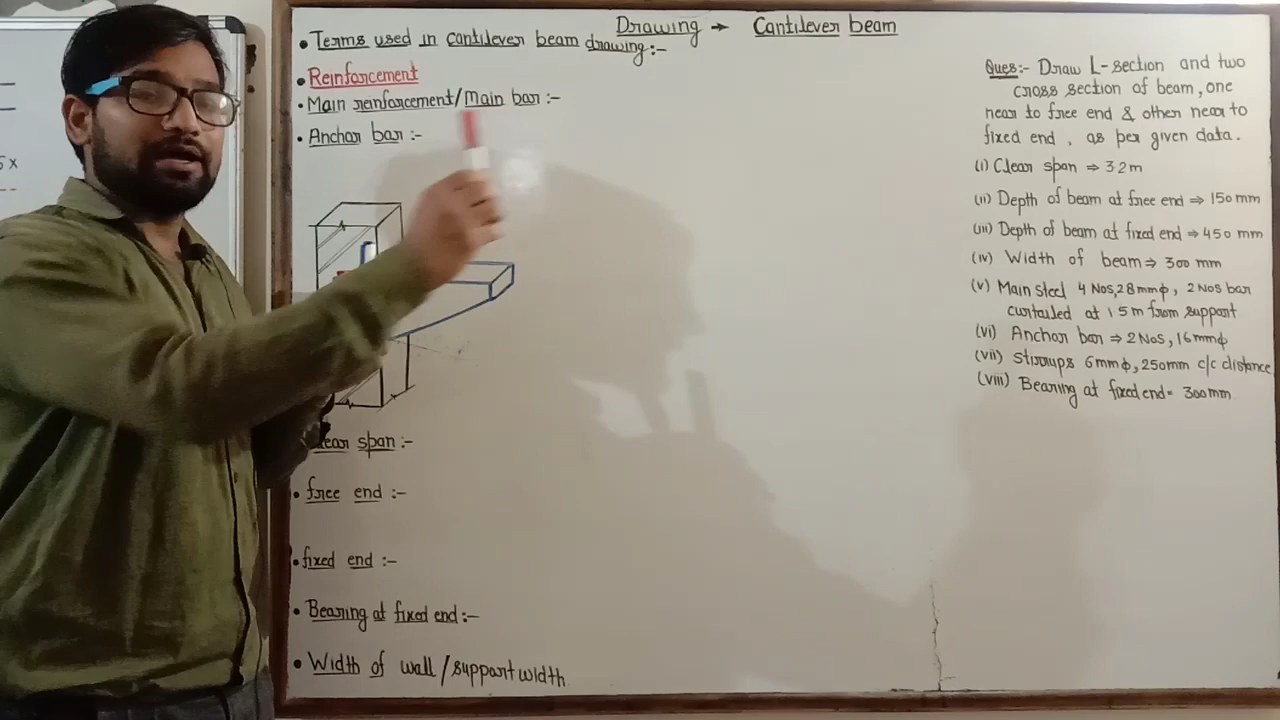 Drawing → Cantilever beam
• Terms used in cantilever beam drawing:-
• Reinforcement
• Main reinforcement/Main bar :-
• Anchar bar :-
span :-
• free end :-
• fixed end :-
• Bearing at fixed end :-
• Width of wall/support width
Ques:- Draw L-section and two
cross section of beam, one
near to free end & other near to
fixed end, as per given data.
(i) Clear span ⇒ 3.2 m
(ii) Depth of beam at free end ⇒ 150 mm
(iii) Depth of beam at fixed end ⇒ 450 mm
(iv) Width of beam ⇒ 300 mm
(v) Main steel 4 Nos, 28 mmϕ, 2 Nos bar
curtailed at 1.5 m from support
(vi) Anchor bar ⇒ 2 Nos, 16 mmϕ
(vii) Stirrups 6 mmϕ, 250 mm c/c distance
(viii) Bearing at fixed end = 300 mm